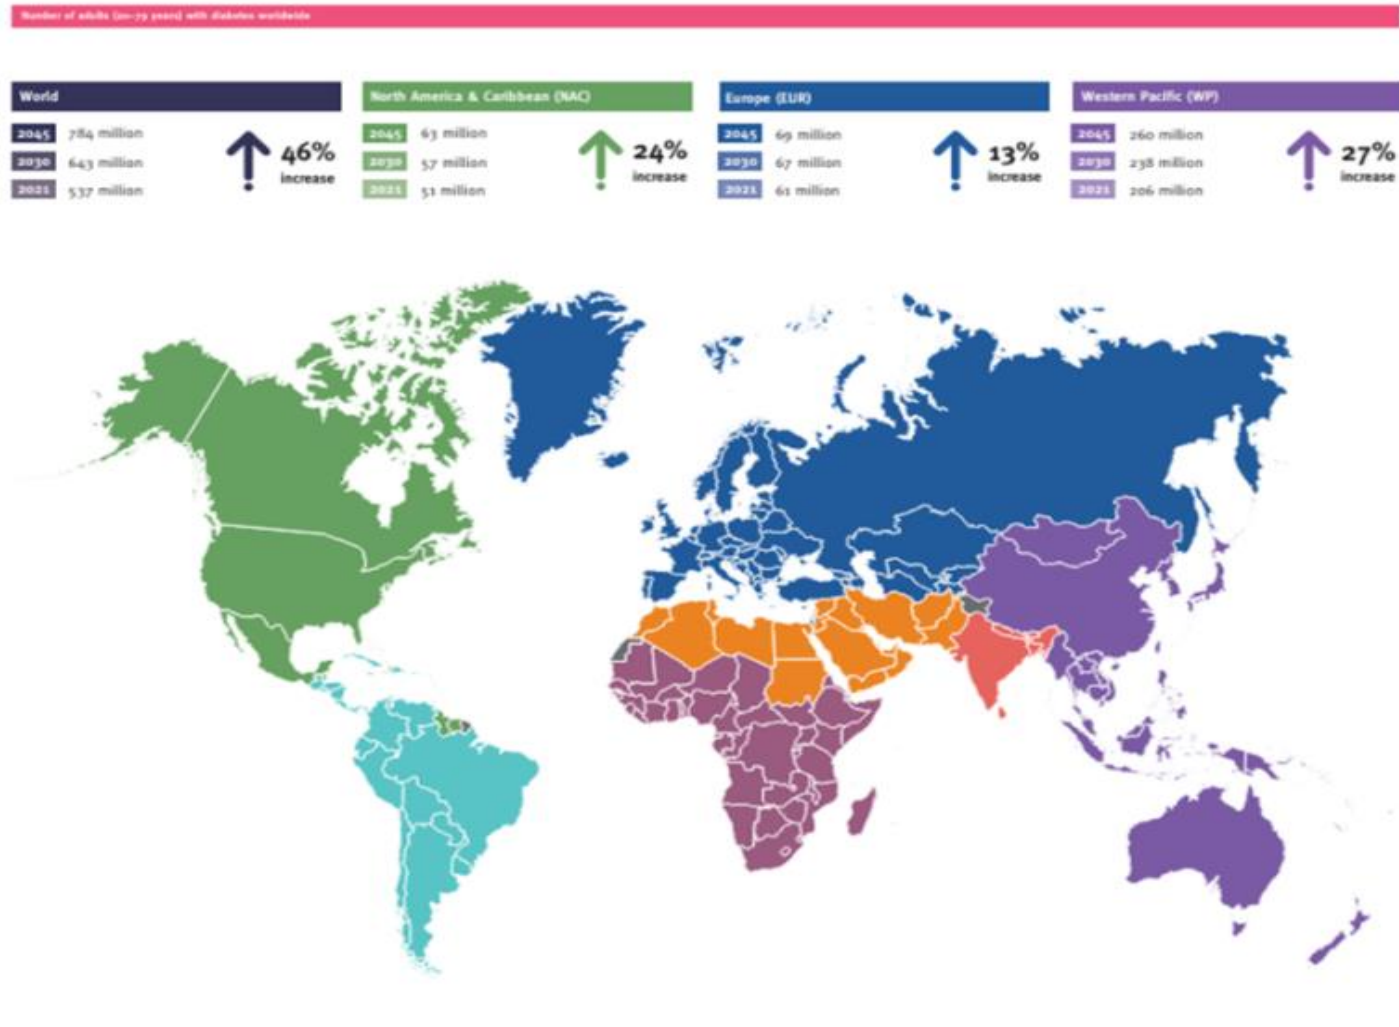 Number of adults (20–79 years) with diabetes worldwide
World
2045 784 million
2030 643 million
2021 537 million
46%
increase
North America & Caribbean (NAC)
2045 63 million
2030 57 million
2021 51 million
24%
increase
Europe (EUR)
2045 69 million
2030 67 million
2021 61 million
13%
increase
Western Pacific (WP)
2045 260 million
2030 238 million
2021 206 million
27%
increase